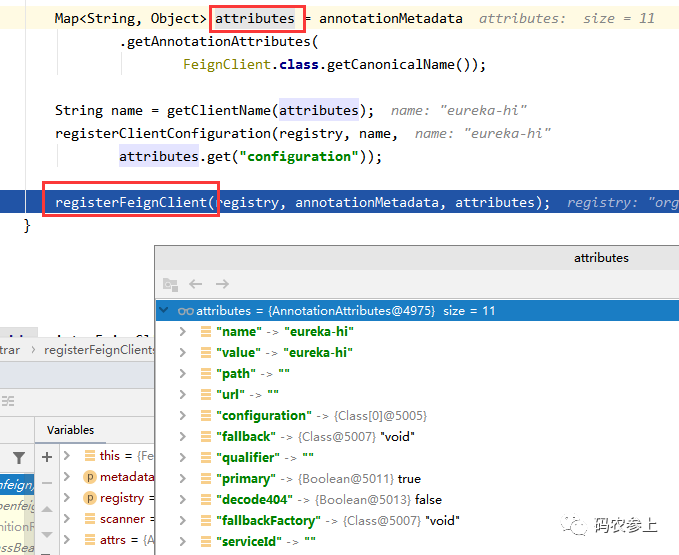 Map<String, Object> attributes = annotationMetadata attributes: size = 11
.getAnnotationAttributes(
FeignClient.class.getCanonicalName());
String name = getClientName(attributes); name: "eureka-hi"
registerClientConfiguration(registry, name, name: "eureka-hi"
attributes.get("configuration"));
registerFeignClient(registry, annotationMetadata, attributes); registry: "org
}
attributes
attributes = {AnnotationAttributes@4975} size = 11
"name" -> "eureka-hi"
"value" -> "eureka-hi"
"path" -> ""
"url" -> ""
"configuration" -> {Class[0]@5005}
"fallback" -> {Class@5007} "void"
"qualifier" -> ""
"primary" -> {Boolean@5011} true
"decode404" -> {Boolean@5013} false
"fallbackFactory" -> {Class@5007} "void"
"serviceId" -> ""
trar > registerFeignClients
Variables
this = {Fe
metadata
registry =
scanner =
attrs = {A
nfeign)
penfeig
nitionF
ssBea
码农参上